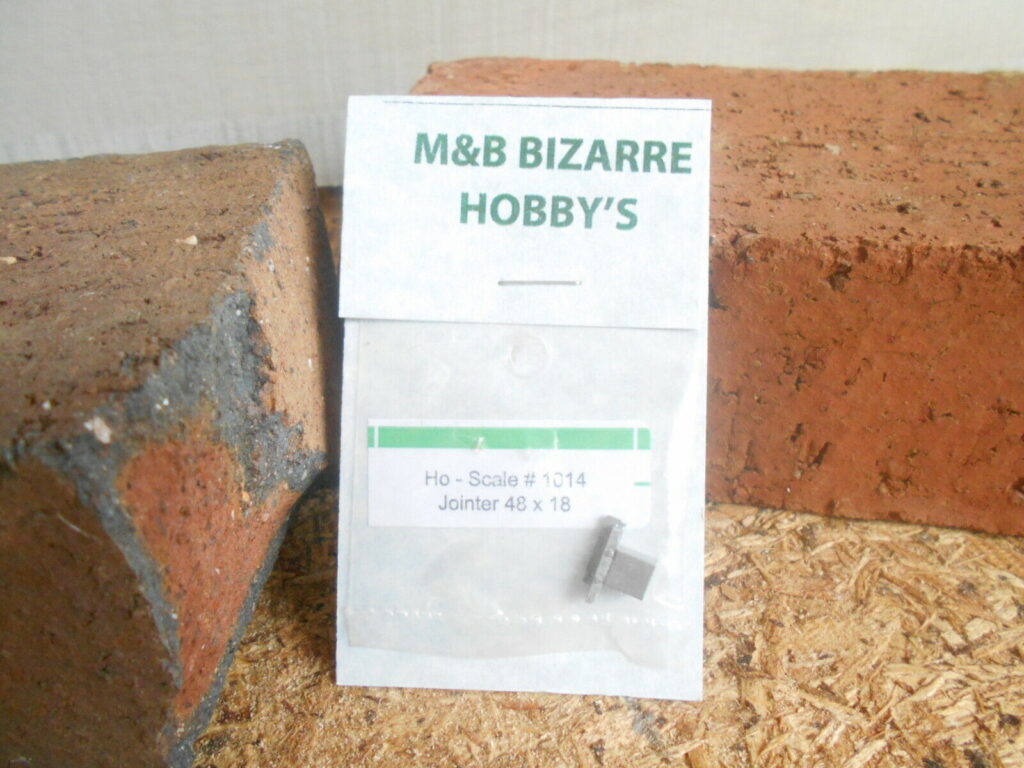 M&B BIZARRE
HOBBY'S
Ho - Scale # 1014
Jointer 48 x 18